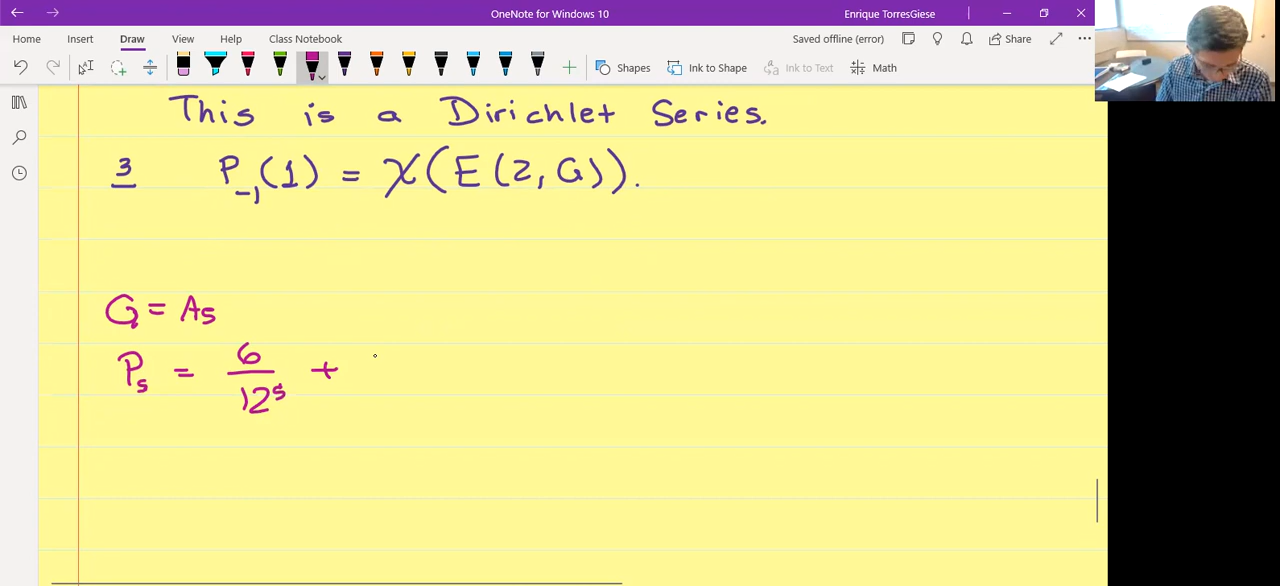 OneNote for Windows 10
Enrique TorresGiese
Home Insert Draw View Help Class Notebook
Saved offline (error)
Share
Shapes
Ink to Shape
Ink to Text
Math
This is a Dirichlet Series.
3 P_{-1}(1) = χ(E(2, G)).
G = A5
P_s = 6/12^s +